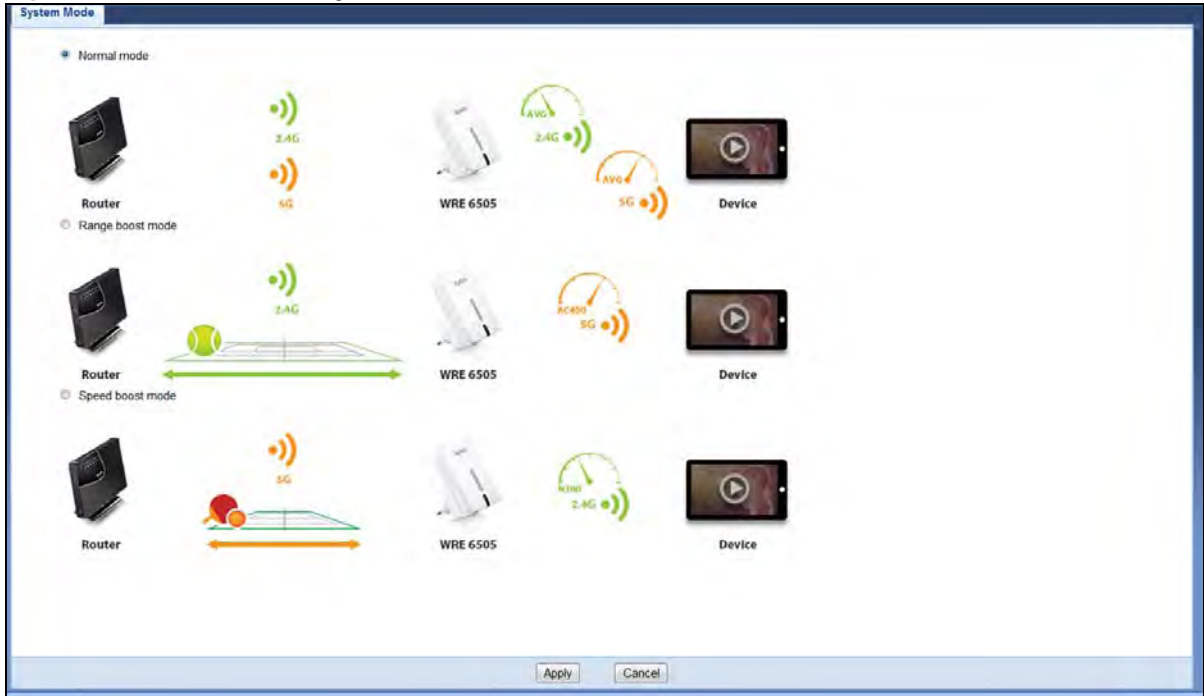 System Mode
Normal mode
2.4G
5G
AVG
2.4G
AVG
5G
Router
WRE 6505
Device
Range boost mode
2.4G
AC450
5G
Router
WRE 6505
Device
Speed boost mode
5G
N300
2.4G
Router
WRE 6505
Device
Apply
Cancel